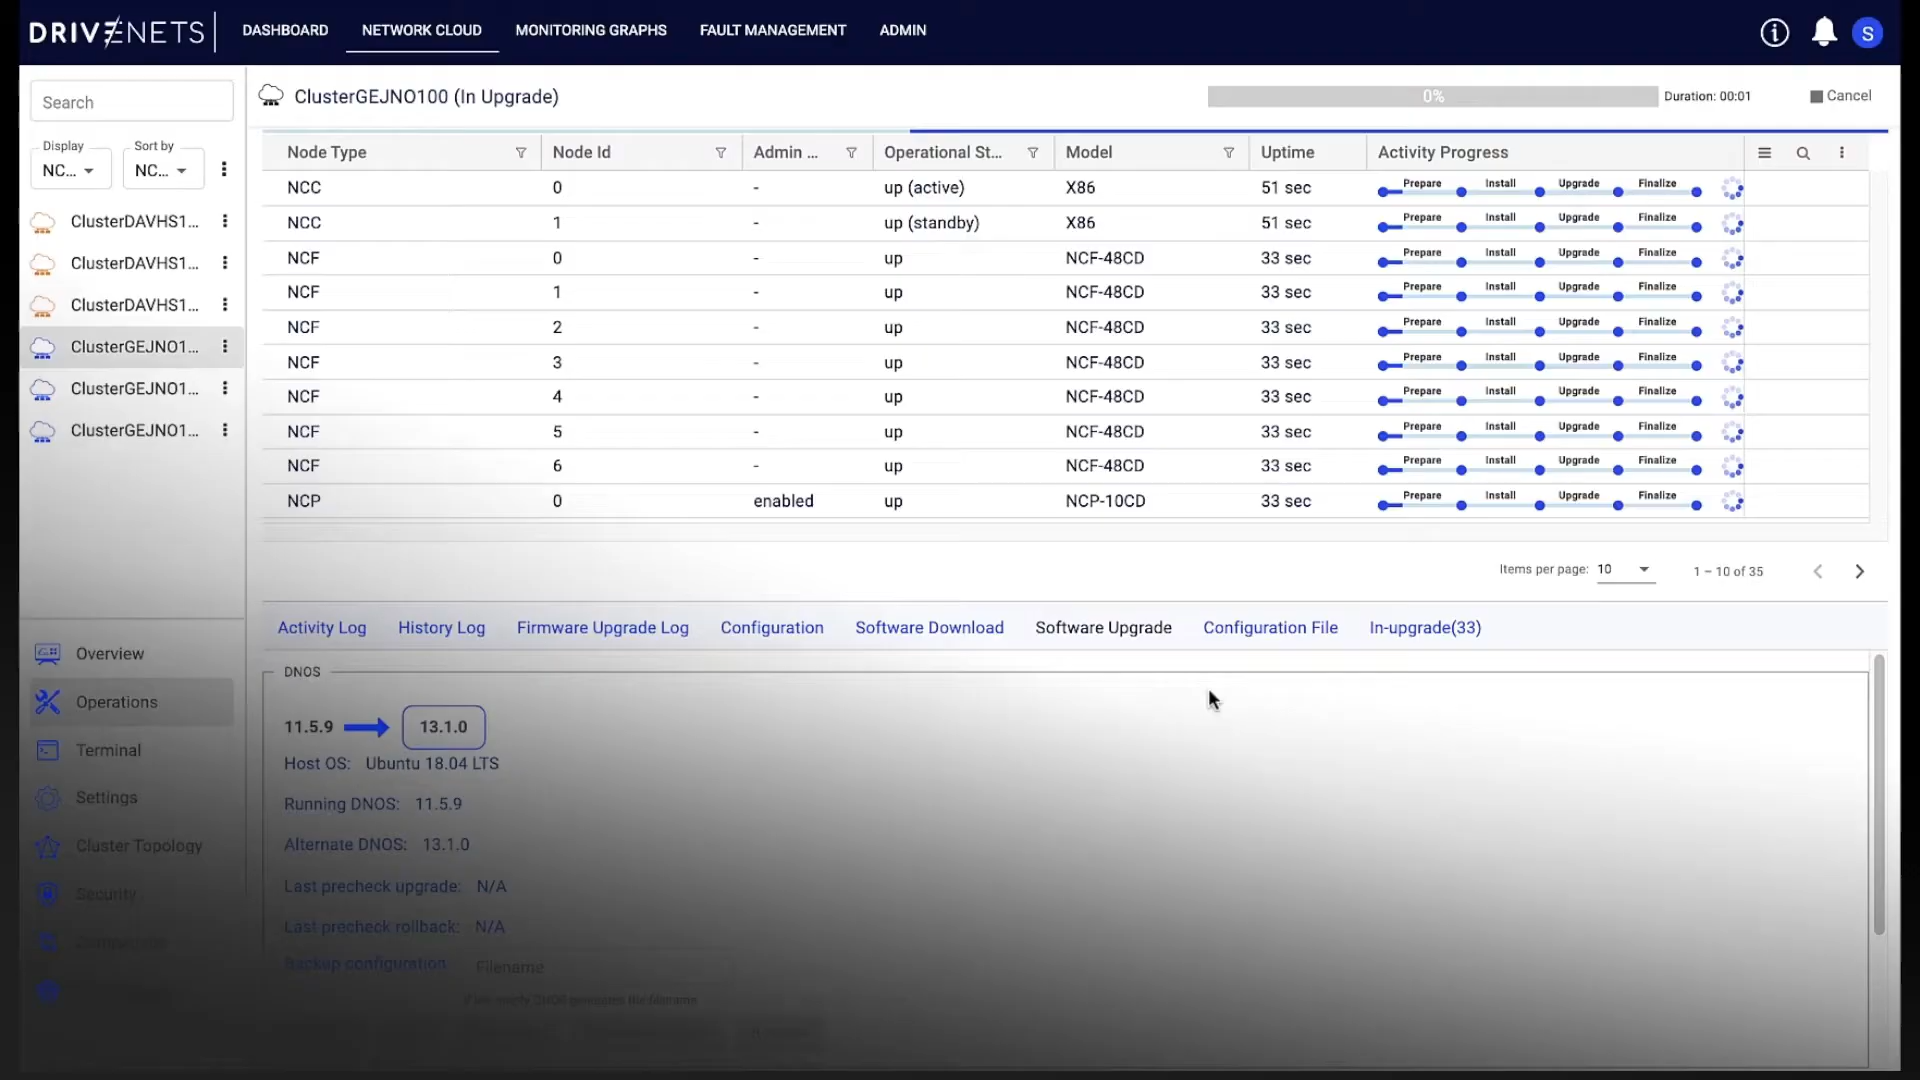 DRIVENETS
DASHBOARD
NETWORK CLOUD
MONITORING GRAPHS
FAULT MANAGEMENT
ADMIN
S
Search
Display
NC...
Sort by
NC...
ClusterDAVHS1...
ClusterDAVHS1...
ClusterDAVHS1...
ClusterGEJNO1...
ClusterGEJNO1...
ClusterGEJNO1...
Overview
Operations
Terminal
Settings
Cluster Topology
Security
ClusterGEJNO100 (In Upgrade)
0%
Duration: 00:01
Cancel
Node Type Node Id Admin ... Operational St... Model Uptime Activity Progress
NCC 0 - up (active) X86 51 sec Prepare Install Upgrade Finalize
NCC 1 - up (standby) X86 51 sec Prepare Install Upgrade Finalize
NCF 0 - up NCF-48CD 33 sec Prepare Install Upgrade Finalize
NCF 1 - up NCF-48CD 33 sec Prepare Install Upgrade Finalize
NCF 2 - up NCF-48CD 33 sec Prepare Install Upgrade Finalize
NCF 3 - up NCF-48CD 33 sec Prepare Install Upgrade Finalize
NCF 4 - up NCF-48CD 33 sec Prepare Install Upgrade Finalize
NCF 5 - up NCF-48CD 33 sec Prepare Install Upgrade Finalize
NCF 6 - up NCF-48CD 33 sec Prepare Install Upgrade Finalize
NCP 0 enabled up NCP-10CD 33 sec Prepare Install Upgrade Finalize
Items per page: 10 1 – 10 of 35
Activity Log History Log Firmware Upgrade Log Configuration Software Download Software Upgrade Configuration File In-upgrade(33)
DNOS
11.5.9 13.1.0
Host OS: Ubuntu 18.04 LTS
Running DNOS: 11.5.9
Alternate DNOS: 13.1.0
Last precheck upgrade: N/A
Last precheck rollback: N/A
Backup configuration: Filename